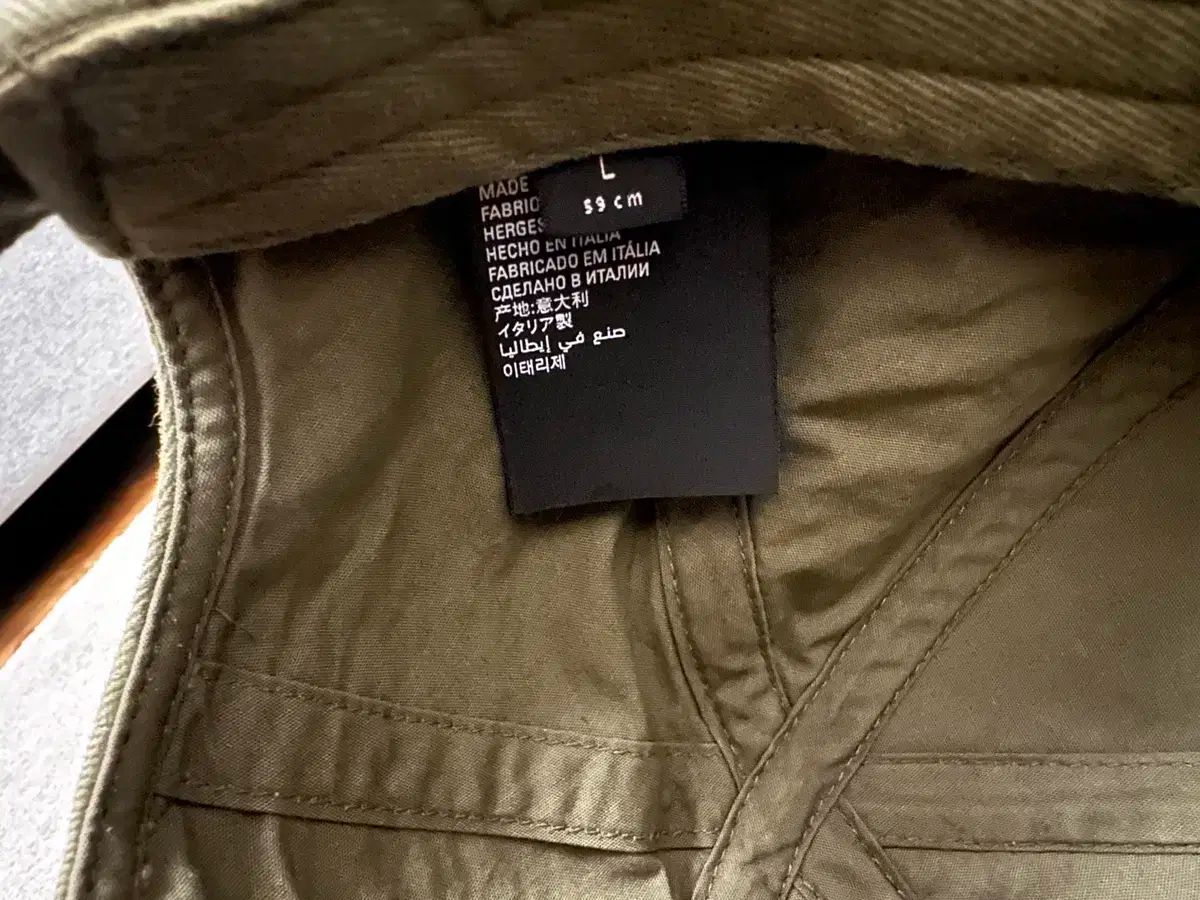 L
59 cm
MADE
FABRIC
HERGES
HECHO EN ITALIA
FABRICADO EM ITÁLIA
СДЕЛАНО В ИТАЛИИ
产地:意大利
イタリア製
صنع في إيطاليا
이태리제